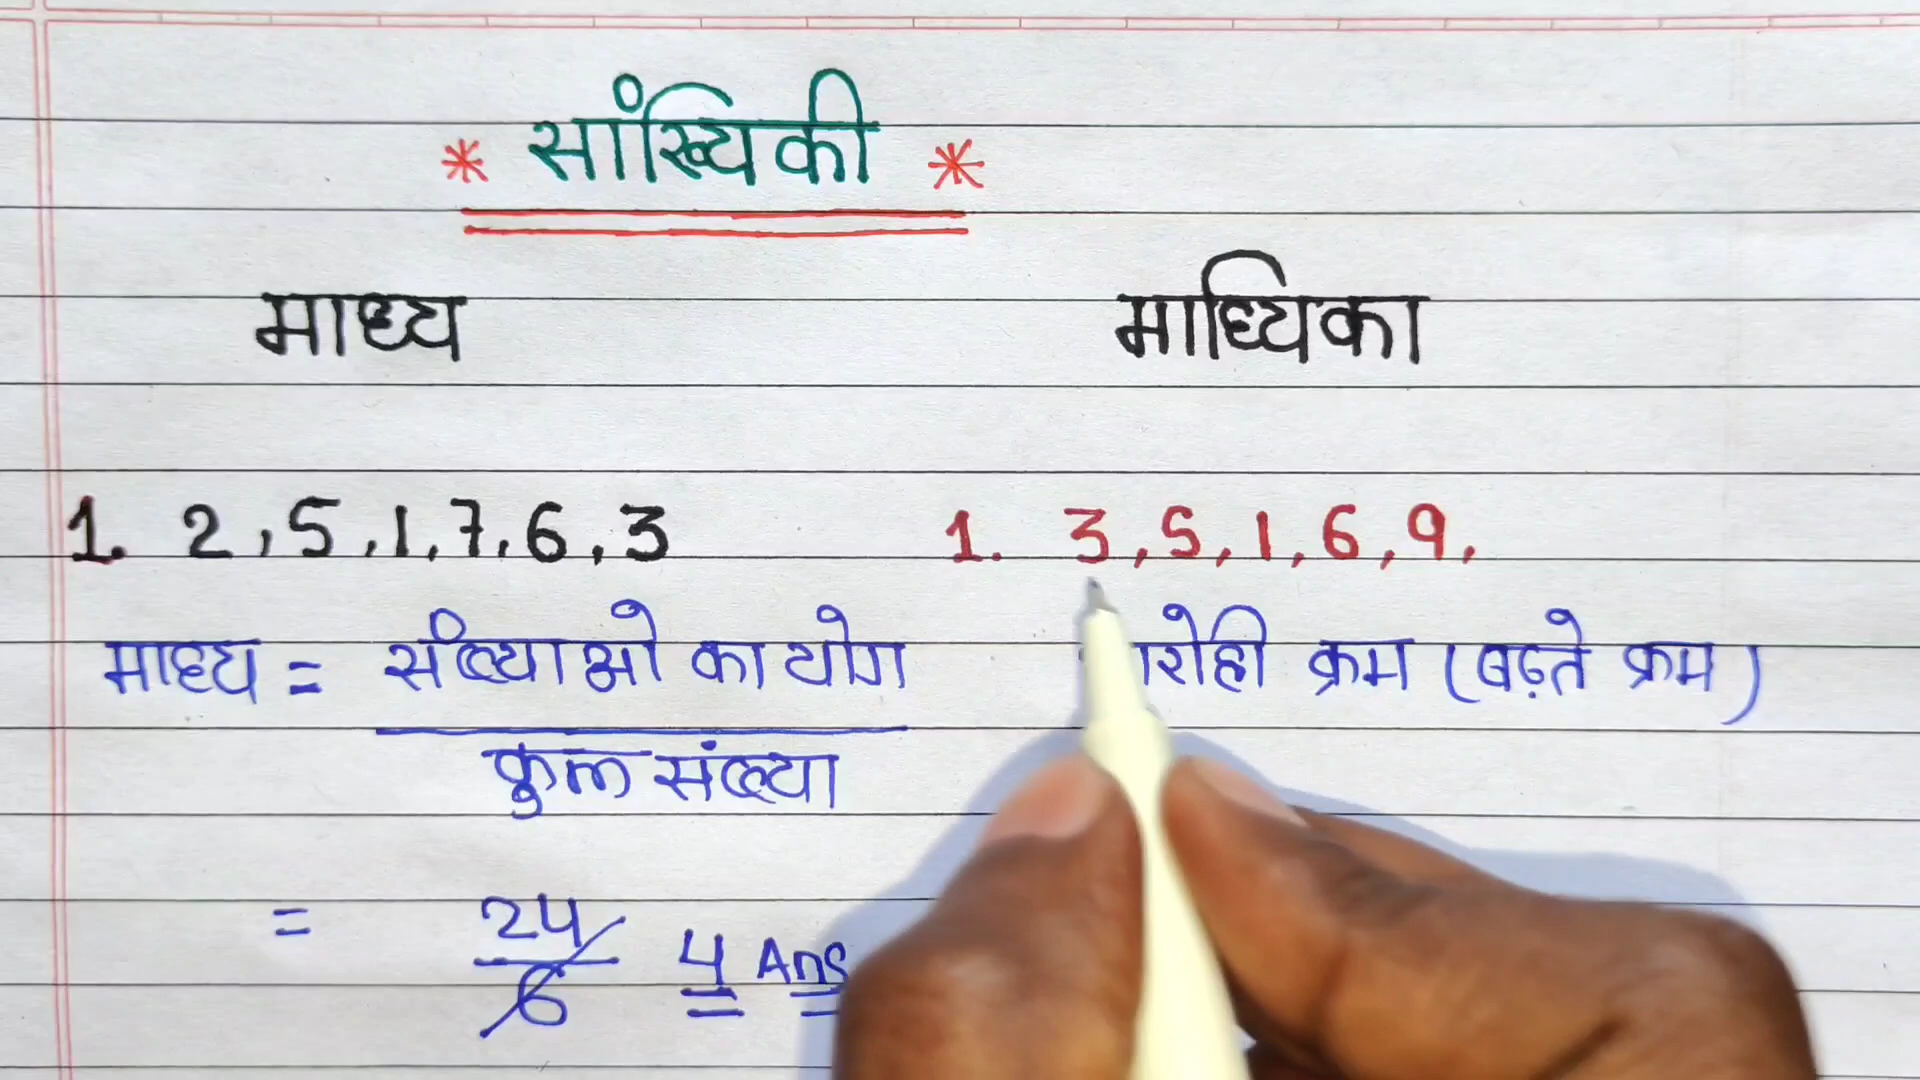 * सांख्यिकी *
माध्य
माध्यिका
1. 2, 5, 1, 7, 6, 3
माध्य = संख्याओ का योग
कुल संख्या
= 24
6
4 Ans
1. 3, 5, 1, 6, 9,
क्रम (बढ़ते क्रम)